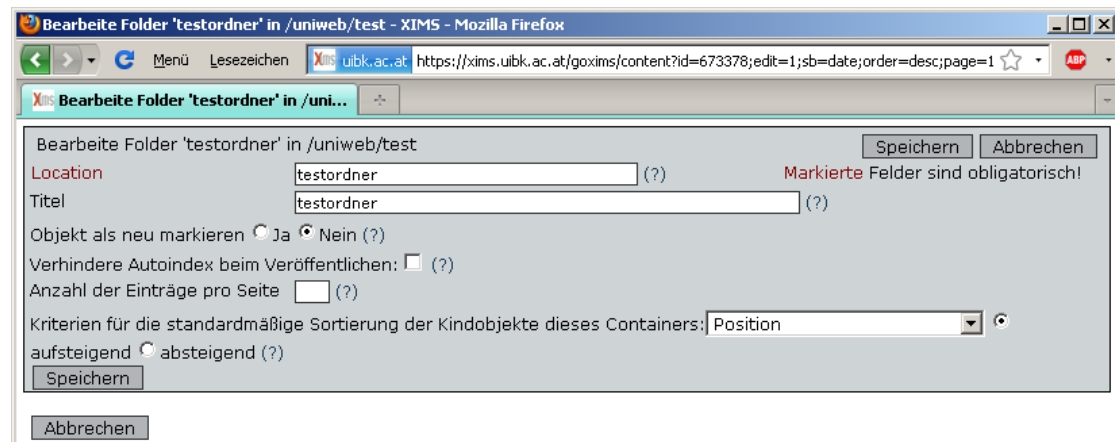 Bearbeite Folder 'testordner' in /uniweb/test - XIMS - Mozilla Firefox
Menü Lesezeichen Xims uibk.ac.at https://xims.uibk.ac.at/goxims/content?id=673378;edit=1;sb=date;order=desc;page=1 ABP
Xims Bearbeite Folder 'testordner' in /uni...
Bearbeite Folder 'testordner' in /uniweb/test Speichern Abbrechen
Location testordner (?) Markierte Felder sind obligatorisch!
Titel testordner (?)
Objekt als neu markieren Ja Nein (?)
Verhindere Autoindex beim Veröffentlichen: (?)
Anzahl der Einträge pro Seite (?)
Kriterien für die standardmäßige Sortierung der Kindobjekte dieses Containers: Position
aufsteigend absteigend (?)
Speichern
Abbrechen